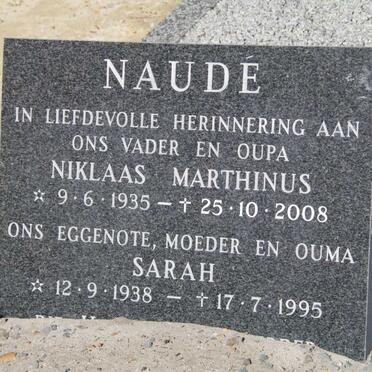 NAUDÉ
IN LIEFDEVOLLE HERINNERING AAN
ONS VADER EN OUPA
NIKLAAS MARTHINUS
☆ 9·6·1935 – † 25·10·2008
ONS EGGENOTE, MOEDER EN OUMA
SARAH
☆ 12·9·1938 – † 17·7·1995